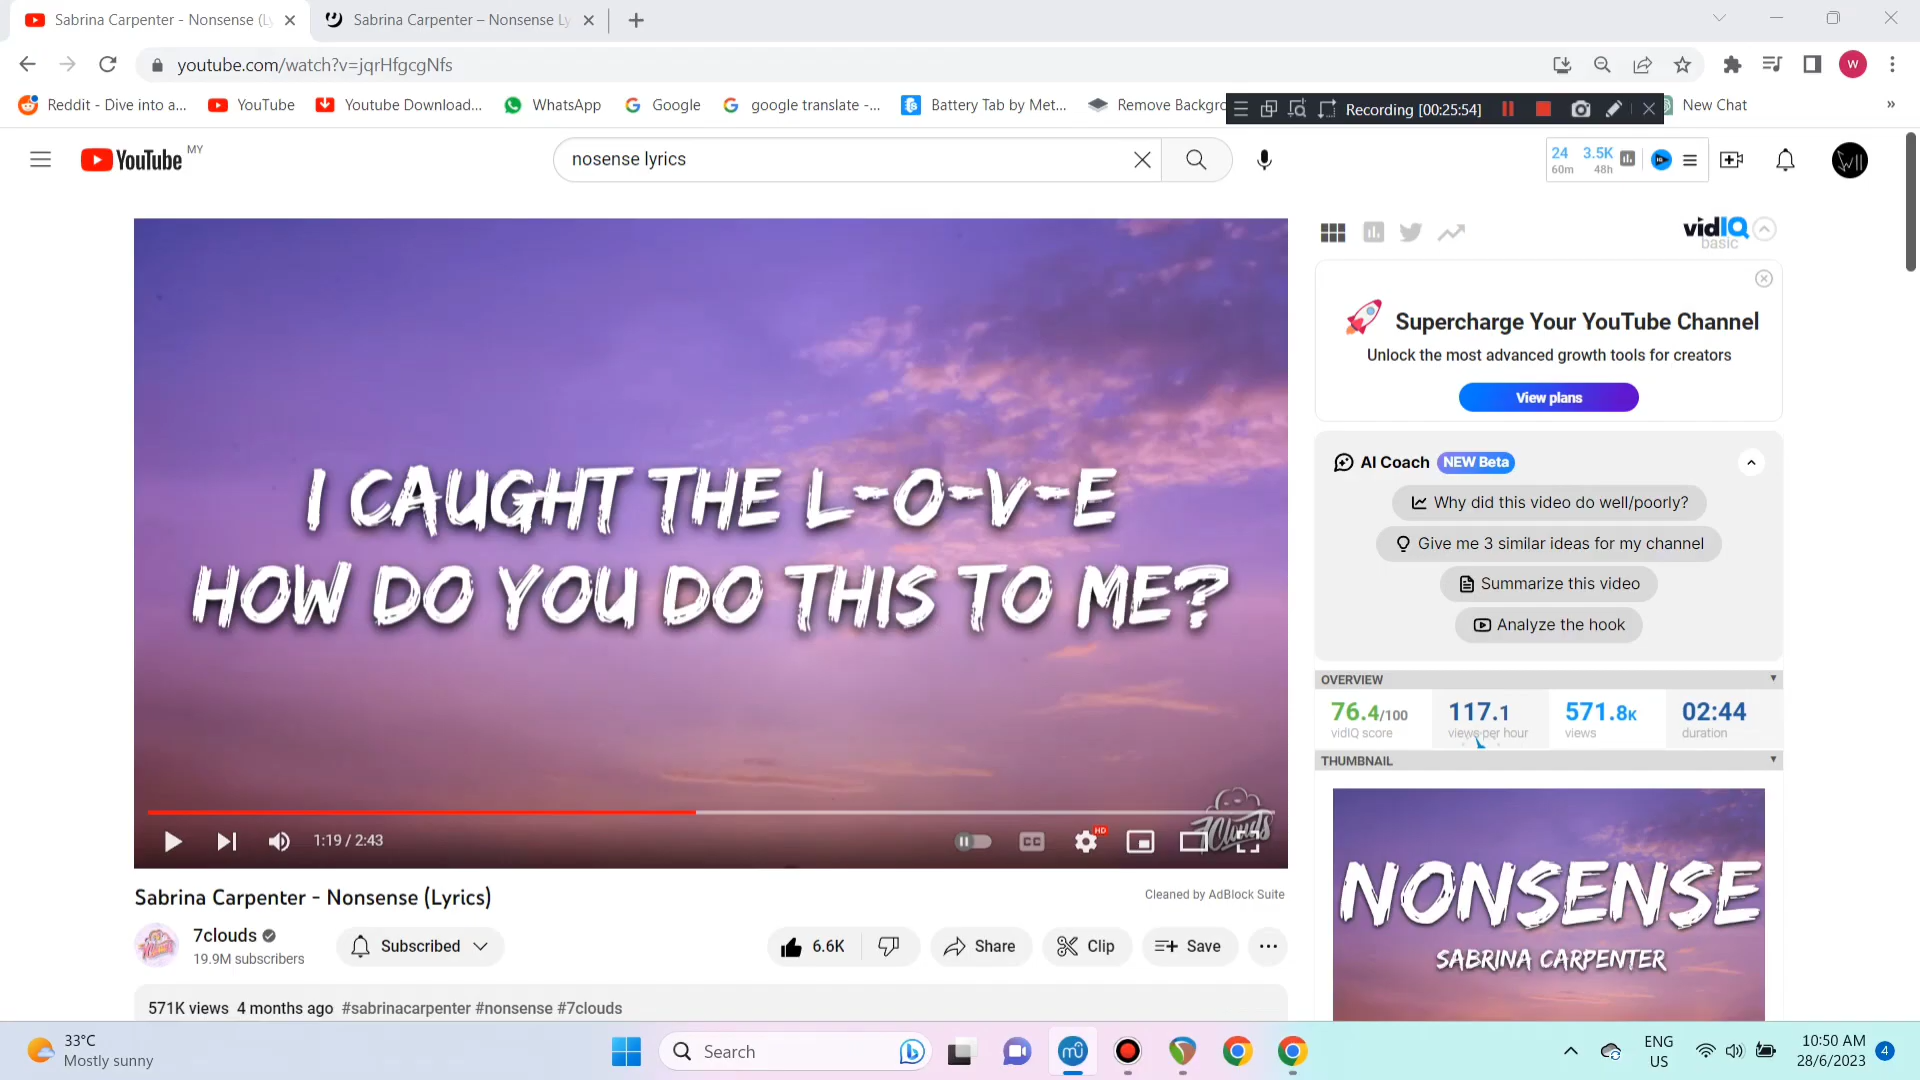 Sabrina Carpenter - Nonsense (L
Sabrina Carpenter – Nonsense Ly
youtube.com/watch?v=jqrHfgcgNfs
W
Reddit - Dive into a...
YouTube
Youtube Download...
WhatsApp
Google
google translate -...
Battery Tab by Met...
Remove Backgro
Recording [00:25:54]
New Chat
»
YouTube MY
nosense lyrics
24 3.5K
60m 48h
vidIQ
basic
Supercharge Your YouTube Channel
Unlock the most advanced growth tools for creators
View plans
I CAUGHT THE L-O-V-E
HOW DO YOU DO THIS TO ME?
AI Coach NEW Beta
Why did this video do well/poorly?
Give me 3 similar ideas for my channel
Summarize this video
Analyze the hook
OVERVIEW
76.4/100 117.1 571.8K 02:44
vidIQ score views per hour views duration
THUMBNAIL
NONSENSE
SABRINA CARPENTER
7Clouds
1:19 / 2:43
CC
HD
Sabrina Carpenter - Nonsense (Lyrics)
Cleaned by AdBlock Suite
7clouds
19.9M subscribers
Subscribed
6.6K
Share
Clip
Save
571K views 4 months ago #sabrinacarpenter #nonsense #7clouds
33°C
Mostly sunny
Search
ENG
US
10:50 AM
28/6/2023
4